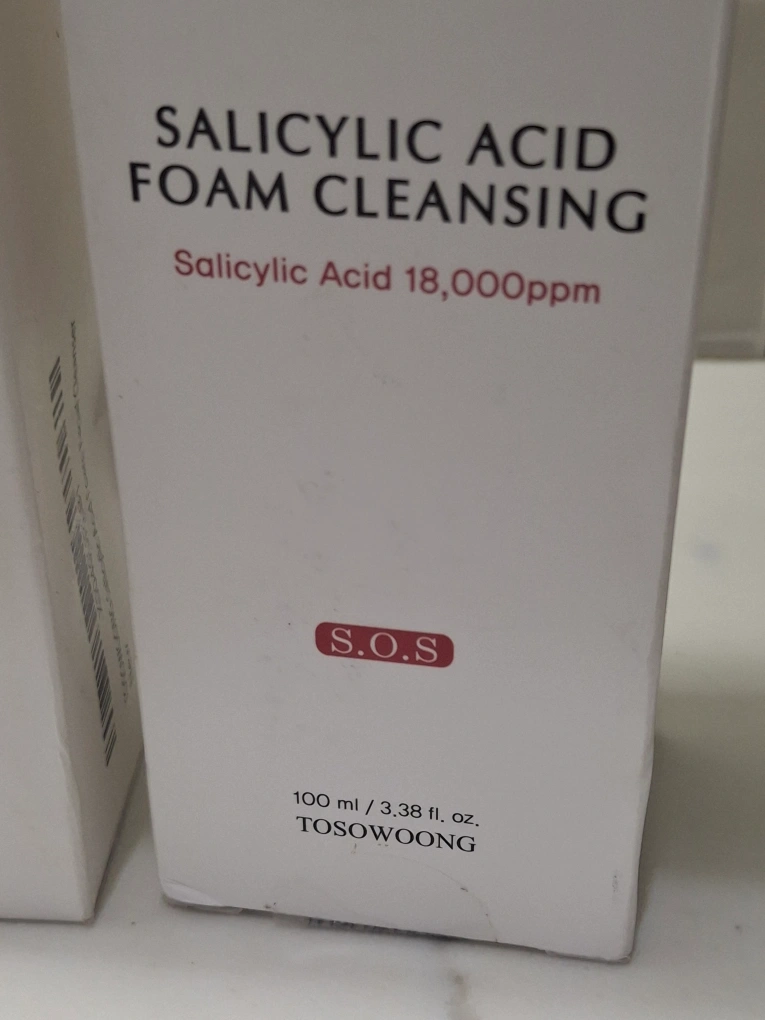 SALICYLIC ACID
FOAM CLEANSING
Salicylic Acid 18,000ppm
S.O.S
100 ml / 3.38 fl. oz.
TOSOWOONG